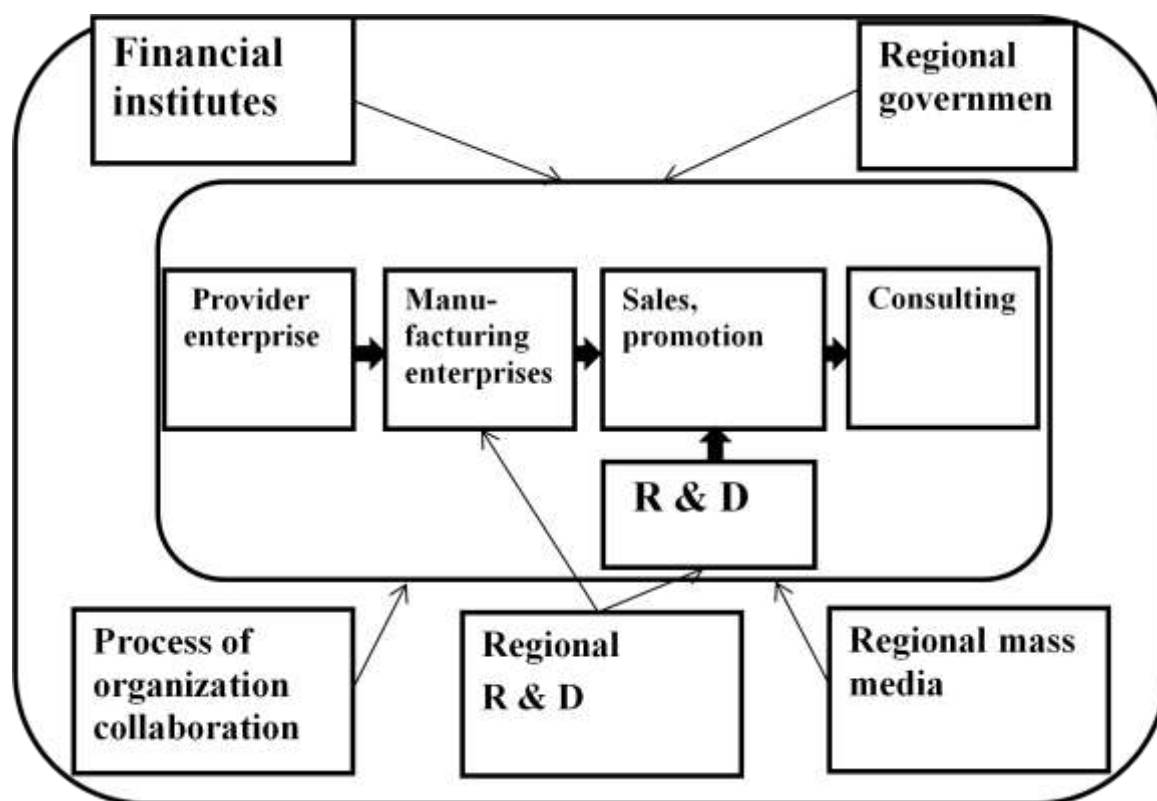 Financial
institutes
Regional
governmen
Provider
enterprise
Manu-
facturing
enterprises
Sales,
promotion
Consulting
R & D
Process of
organization
collaboration
Regional
R & D
Regional mass
media